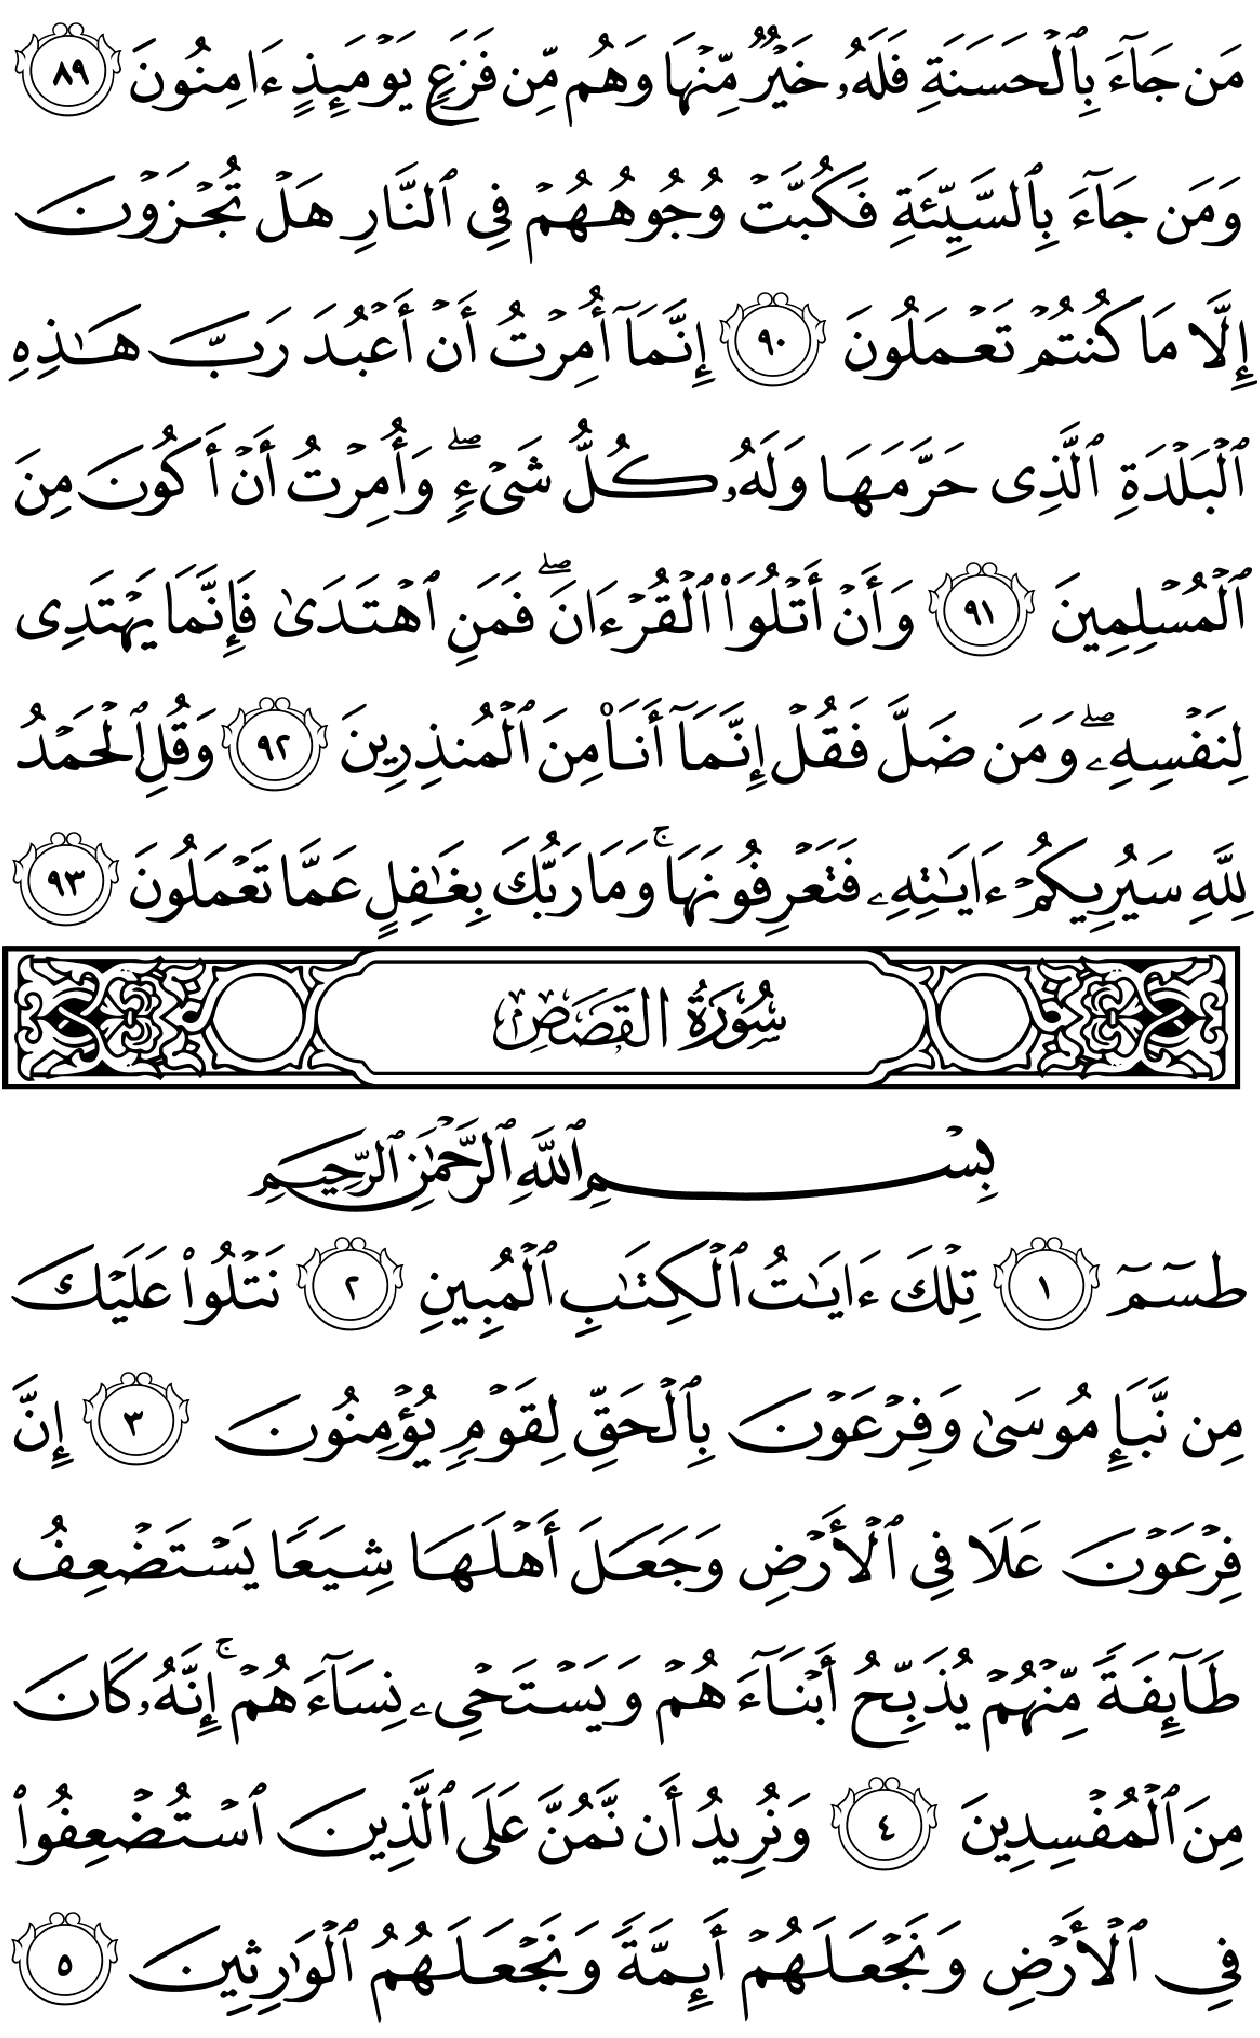 مَن جَآءَ بِٱلْحَسَنَةِ فَلَهُۥ خَيْرٌ مِّنْهَا وَهُم مِّن فَزَعٍ يَوْمَئِذٍ ءَامِنُونَ ٨٩
وَمَن جَآءَ بِٱلسَّيِّئَةِ فَكُبَّتْ وُجُوهُهُمْ فِى ٱلنَّارِ هَلْ تُجْزَوْنَ
إِلَّا مَا كُنتُمْ تَعْمَلُونَ ٩٠ إِنَّمَآ أُمِرْتُ أَنْ أَعْبُدَ رَبَّ هَـٰذِهِ
ٱلْبَلْدَةِ ٱلَّذِى حَرَّمَهَا وَلَهُۥ كُلُّ شَىْءٍ ۖ وَأُمِرْتُ أَنْ أَكُونَ مِنَ
ٱلْمُسْلِمِينَ ٩١ وَأَنْ أَتْلُوَا۟ ٱلْقُرْءَانَ ۖ فَمَنِ ٱهْتَدَىٰ فَإِنَّمَا يَهْتَدِى
لِنَفْسِهِۦ ۖ وَمَن ضَلَّ فَقُلْ إِنَّمَآ أَنَا۠ مِنَ ٱلْمُنذِرِينَ ٩٢ وَقُلِ ٱلْحَمْدُ
لِلَّهِ سَيُرِيكُمْ ءَايَـٰتِهِۦ فَتَعْرِفُونَهَا ۚ وَمَا رَبُّكَ بِغَـٰفِلٍ عَمَّا تَعْمَلُونَ ٩٣
سُورَةُ القَصَصِ
بِسْمِ ٱللَّهِ ٱلرَّحْمَـٰنِ ٱلرَّحِيمِ
طسٓمٓ ١ تِلْكَ ءَايَـٰتُ ٱلْكِتَـٰبِ ٱلْمُبِينِ ٢ نَتْلُوا۟ عَلَيْكَ
مِن نَّبَإِ مُوسَىٰ وَفِرْعَوْنَ بِٱلْحَقِّ لِقَوْمٍ يُؤْمِنُونَ ٣ إِنَّ
فِرْعَوْنَ عَلَا فِى ٱلْأَرْضِ وَجَعَلَ أَهْلَهَا شِيَعًا يَسْتَضْعِفُ
طَآئِفَةً مِّنْهُمْ يُذَبِّحُ أَبْنَآءَهُمْ وَيَسْتَحْىِۦ نِسَآءَهُمْ ۚ إِنَّهُۥ كَانَ
مِنَ ٱلْمُفْسِدِينَ ٤ وَنُرِيدُ أَن نَّمُنَّ عَلَى ٱلَّذِينَ ٱسْتُضْعِفُوا۟
فِى ٱلْأَرْضِ وَنَجْعَلَهُمْ أَئِمَّةً وَنَجْعَلَهُمُ ٱلْوَٰرِثِينَ ٥